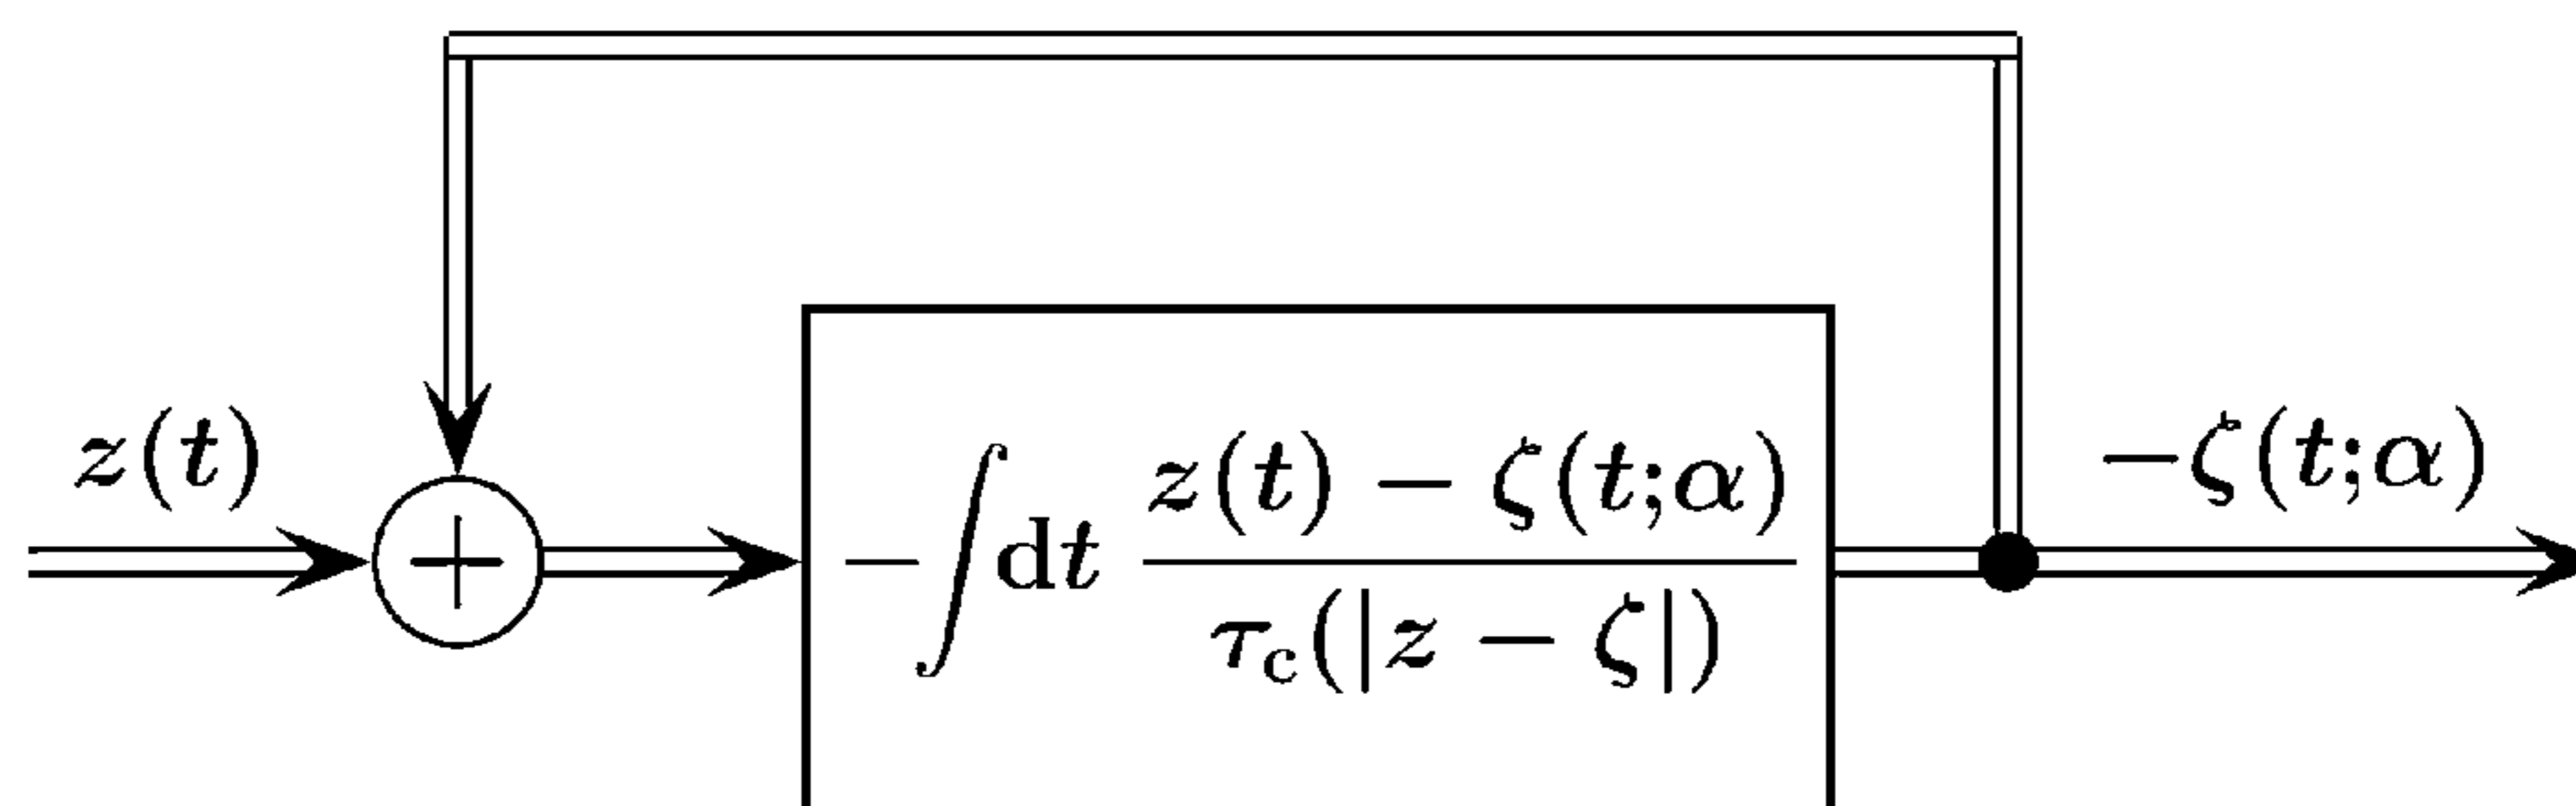 z(t)
+
−∫dt z(t) − ζ(t;α) / τc(|z − ζ|)
−ζ(t;α)